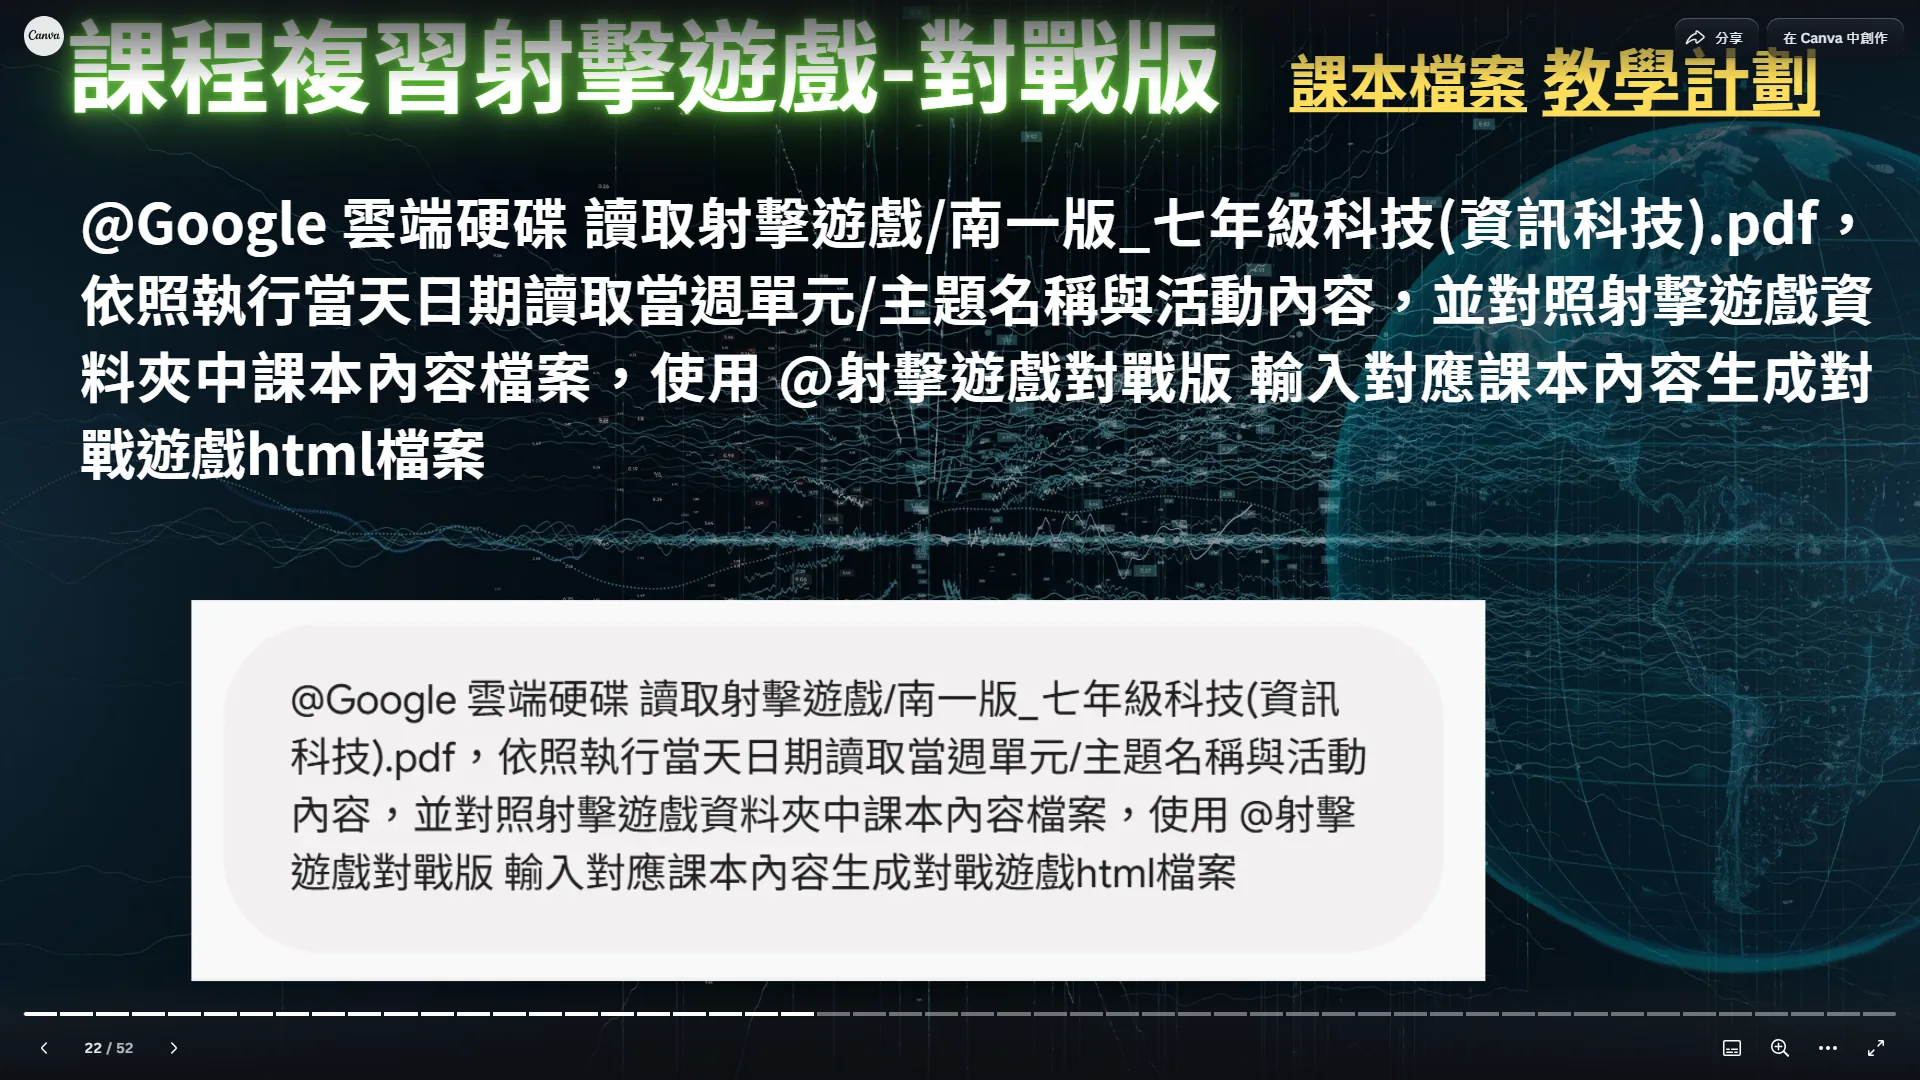 Canva
課程複習射擊遊戲-對戰版
課本檔案 教學計劃
分享
在 Canva 中創作
@Google 雲端硬碟 讀取射擊遊戲/南一版_七年級科技(資訊科技).pdf，
依照執行當天日期讀取當週單元/主題名稱與活動內容，並對照射擊遊戲資
料夾中課本內容檔案，使用 @射擊遊戲對戰版 輸入對應課本內容生成對
戰遊戲html檔案
@Google 雲端硬碟 讀取射擊遊戲/南一版_七年級科技(資訊
科技).pdf，依照執行當天日期讀取當週單元/主題名稱與活動
內容，並對照射擊遊戲資料夾中課本內容檔案，使用 @射擊
遊戲對戰版 輸入對應課本內容生成對戰遊戲html檔案
22 / 52